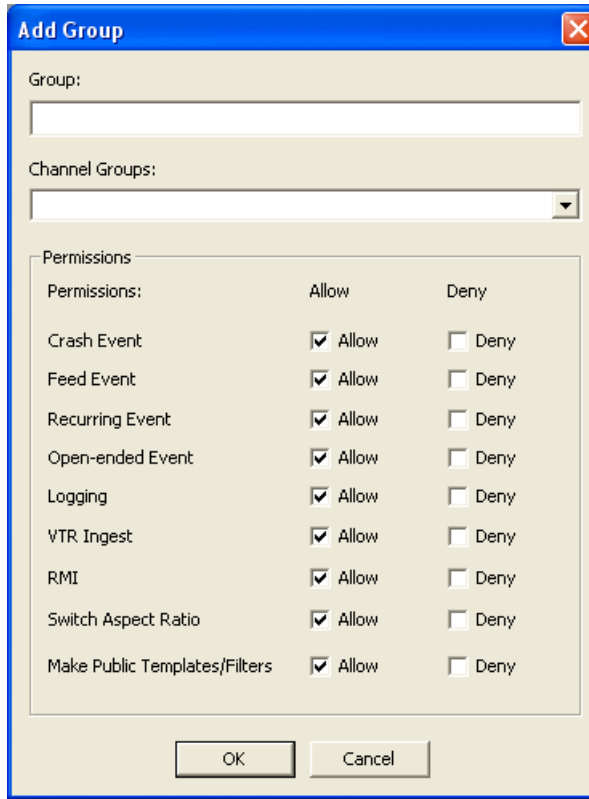 Add Group
Group:
Channel Groups:
Permissions
Permissions: Allow Deny
Crash Event Allow Deny
Feed Event Allow Deny
Recurring Event Allow Deny
Open-ended Event Allow Deny
Logging Allow Deny
VTR Ingest Allow Deny
RMI Allow Deny
Switch Aspect Ratio Allow Deny
Make Public Templates/Filters Allow Deny
OK Cancel